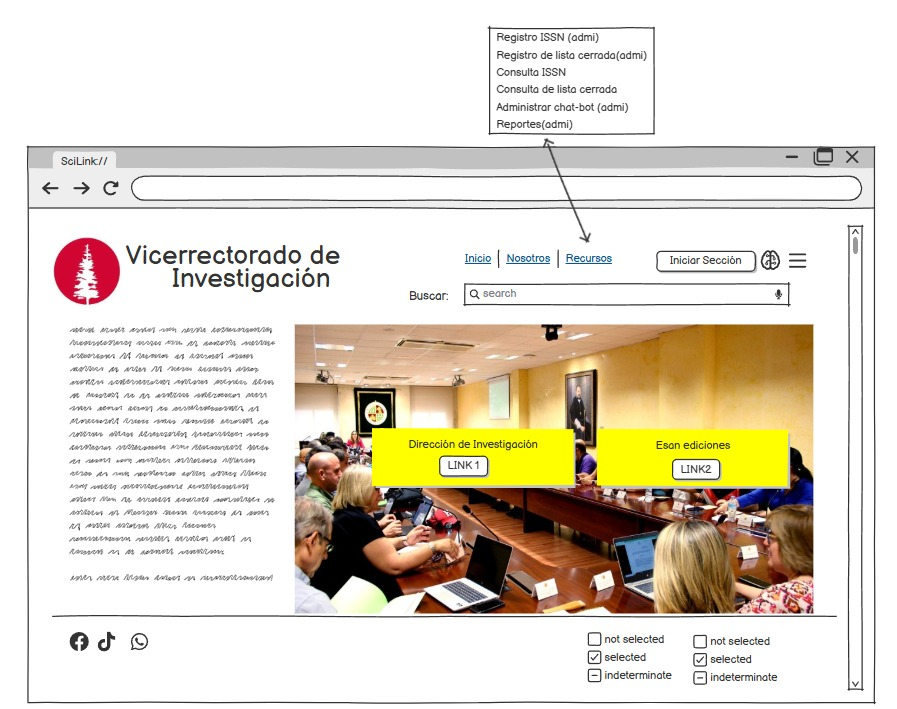 Registro ISSN (admi)
Registro de lista cerrada(admi)
Consulta ISSN
Consulta de lista cerrada
Administrar chat-bot (admi)
Reportes(admi)
SciLink://
Vicerrectorado de
Investigación
Inicio
Nosotros
Recursos
Iniciar Sección
Buscar:
search
Dirección de Investigación
LINK 1
Esan ediciones
LINK2
not selected
selected
indeterminate
not selected
selected
indeterminate